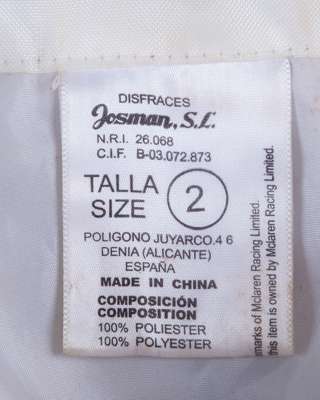 DISFRACES
Josman, S.L.
N.R.I. 26.068
C.I.F. B-03.072.873
TALLA
SIZE
2
POLIGONO JUYARCO.4 6
DENIA (ALICANTE)
ESPAÑA
MADE IN CHINA
COMPOSICIÓN
COMPOSITION
100% POLIESTER
100% POLYESTER
marks of Mclaren Racing Limited.
this item is owned by Mclaren Racing Limited.